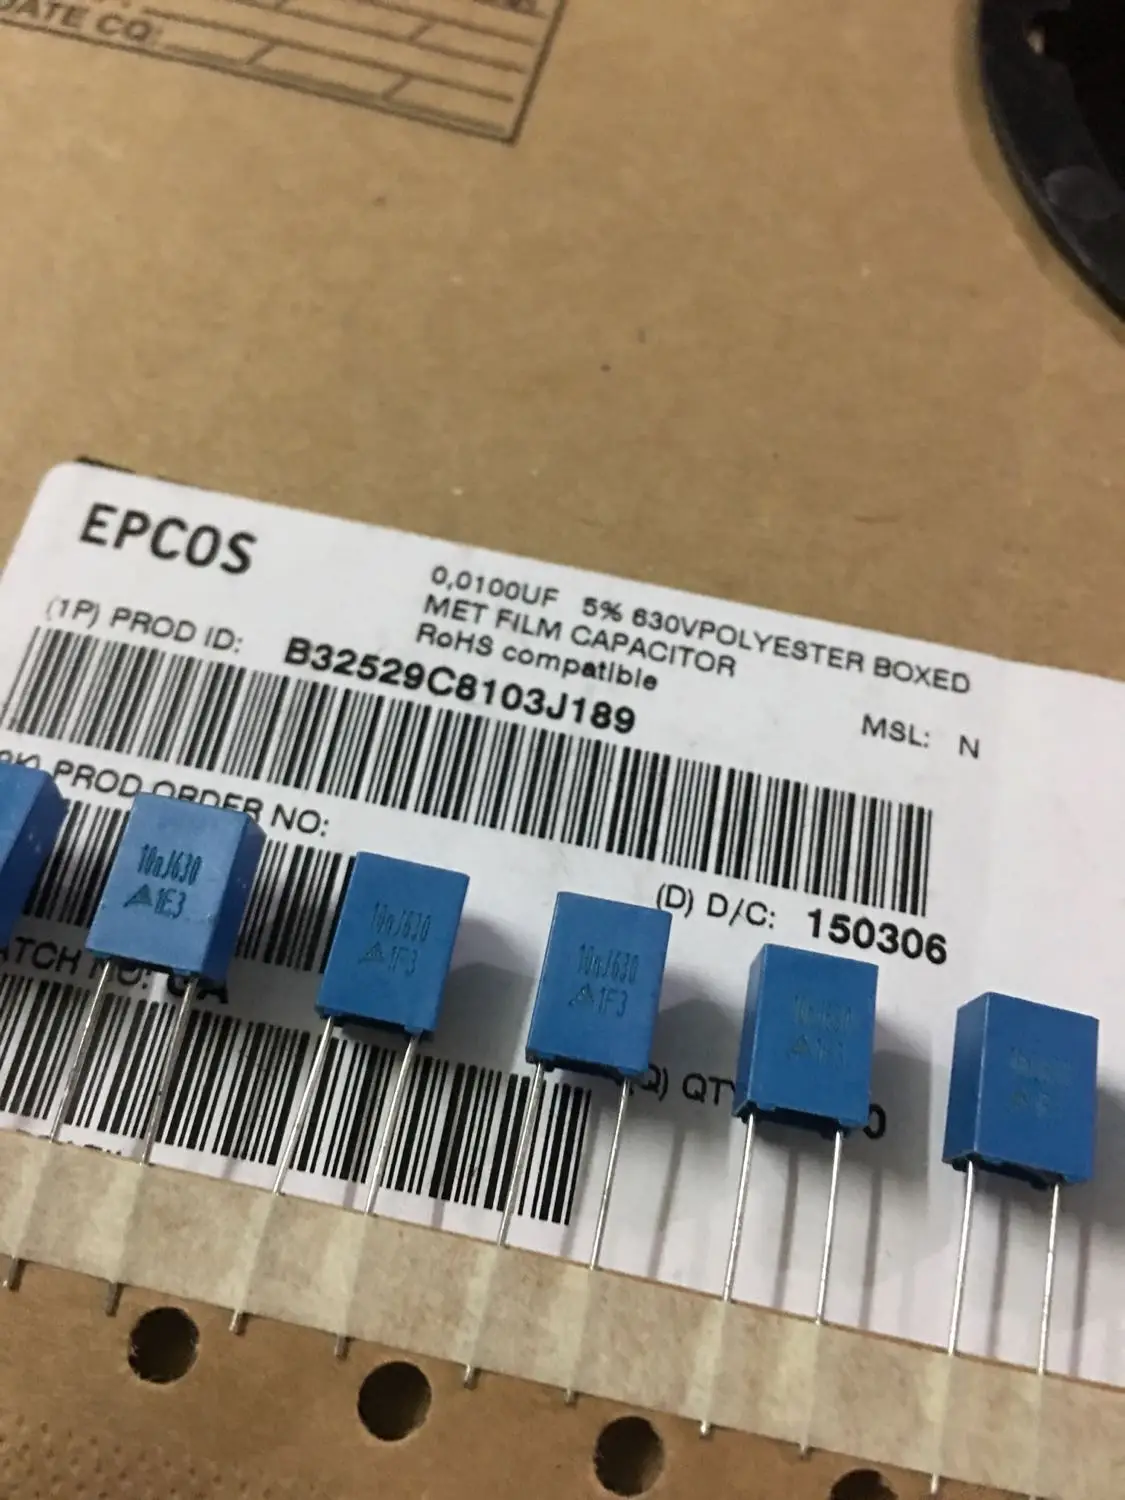 DATE CQ:
EPCOS
0,0100UF 5% 630VPOLYESTER BOXED
MET FILM CAPACITOR
RoHS compatible
(1P) PROD ID: B32529C8103J189
MSL: N
PROD ORDER NO:
(D) D/C: 150306
QTY
10nJ630
1E3
10nJ630
1F3
10nJ630
1F3